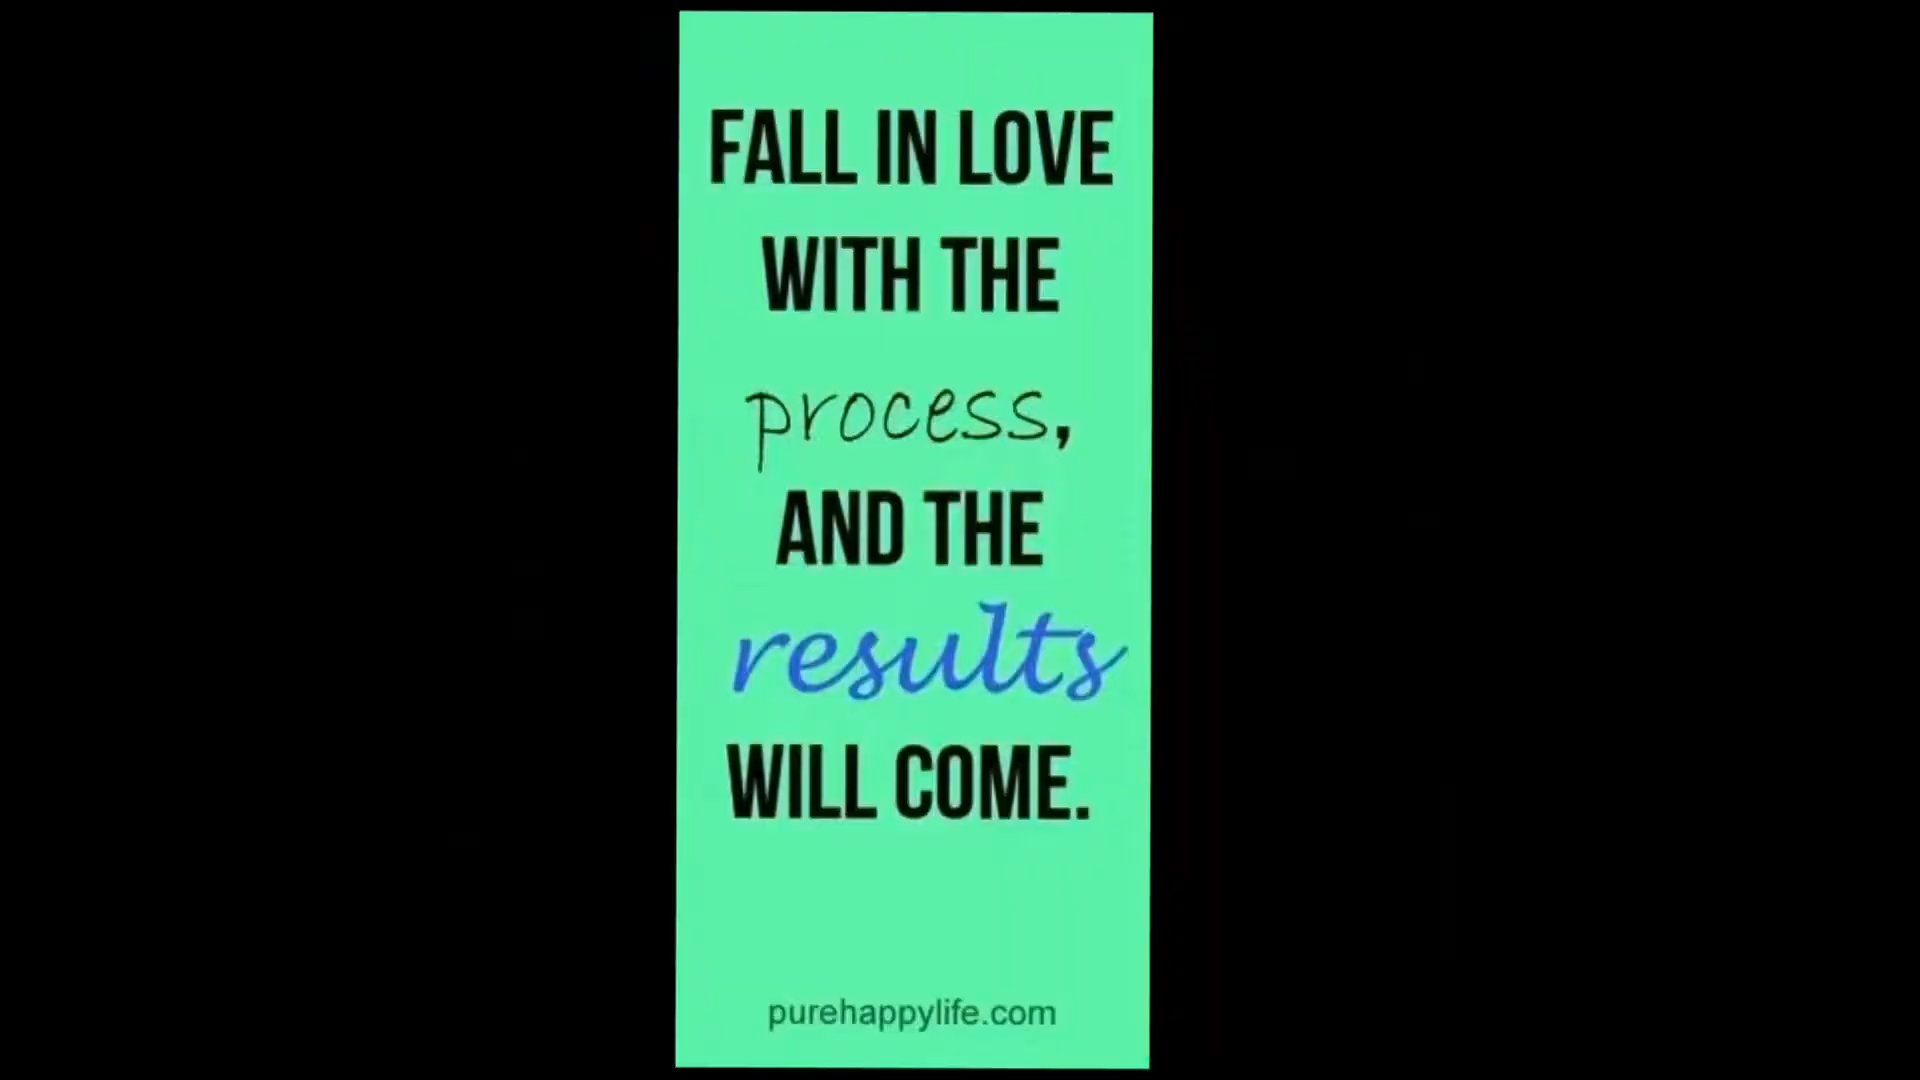 FALL IN LOVE
WITH THE
process,
AND THE
results
WILL COME.
purehappylife.com